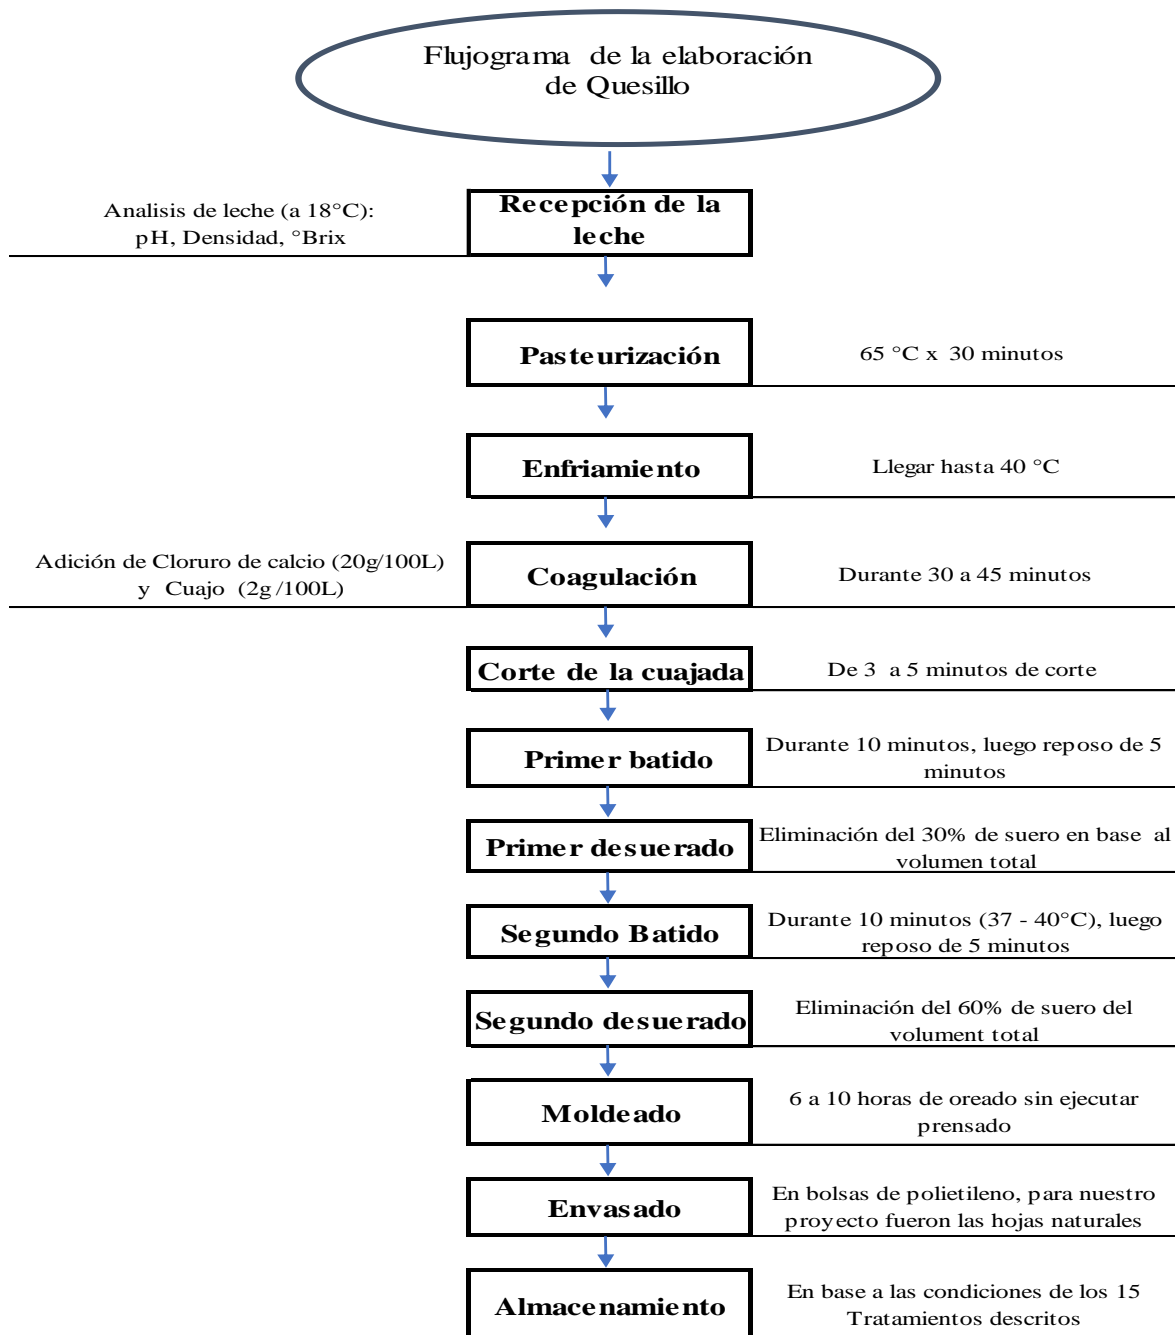 Flujograma de la elaboración
de Quesillo
Analisis de leche (a 18°C):
pH, Densidad, °Brix
Recepción de la
leche
Pasteurización
65 °C x 30 minutos
Enfriamiento
Llegar hasta 40 °C
Adición de Cloruro de calcio (20g/100L)
y Cuajo (2g/100L)
Coagulación
Durante 30 a 45 minutos
Corte de la cuajada
De 3 a 5 minutos de corte
Primer batido
Durante 10 minutos, luego reposo de 5
minutos
Primer desuerado
Eliminación del 30% de suero en base al
volumen total
Segundo Batido
Durante 10 minutos (37 - 40°C), luego
reposo de 5 minutos
Segundo desuerado
Eliminación del 60% de suero del
volument total
Moldeado
6 a 10 horas de oreado sin ejecutar
prensado
Envasado
En bolsas de polietileno, para nuestro
proyecto fueron las hojas naturales
Almacenamiento
En base a las condiciones de los 15
Tratamientos descritos